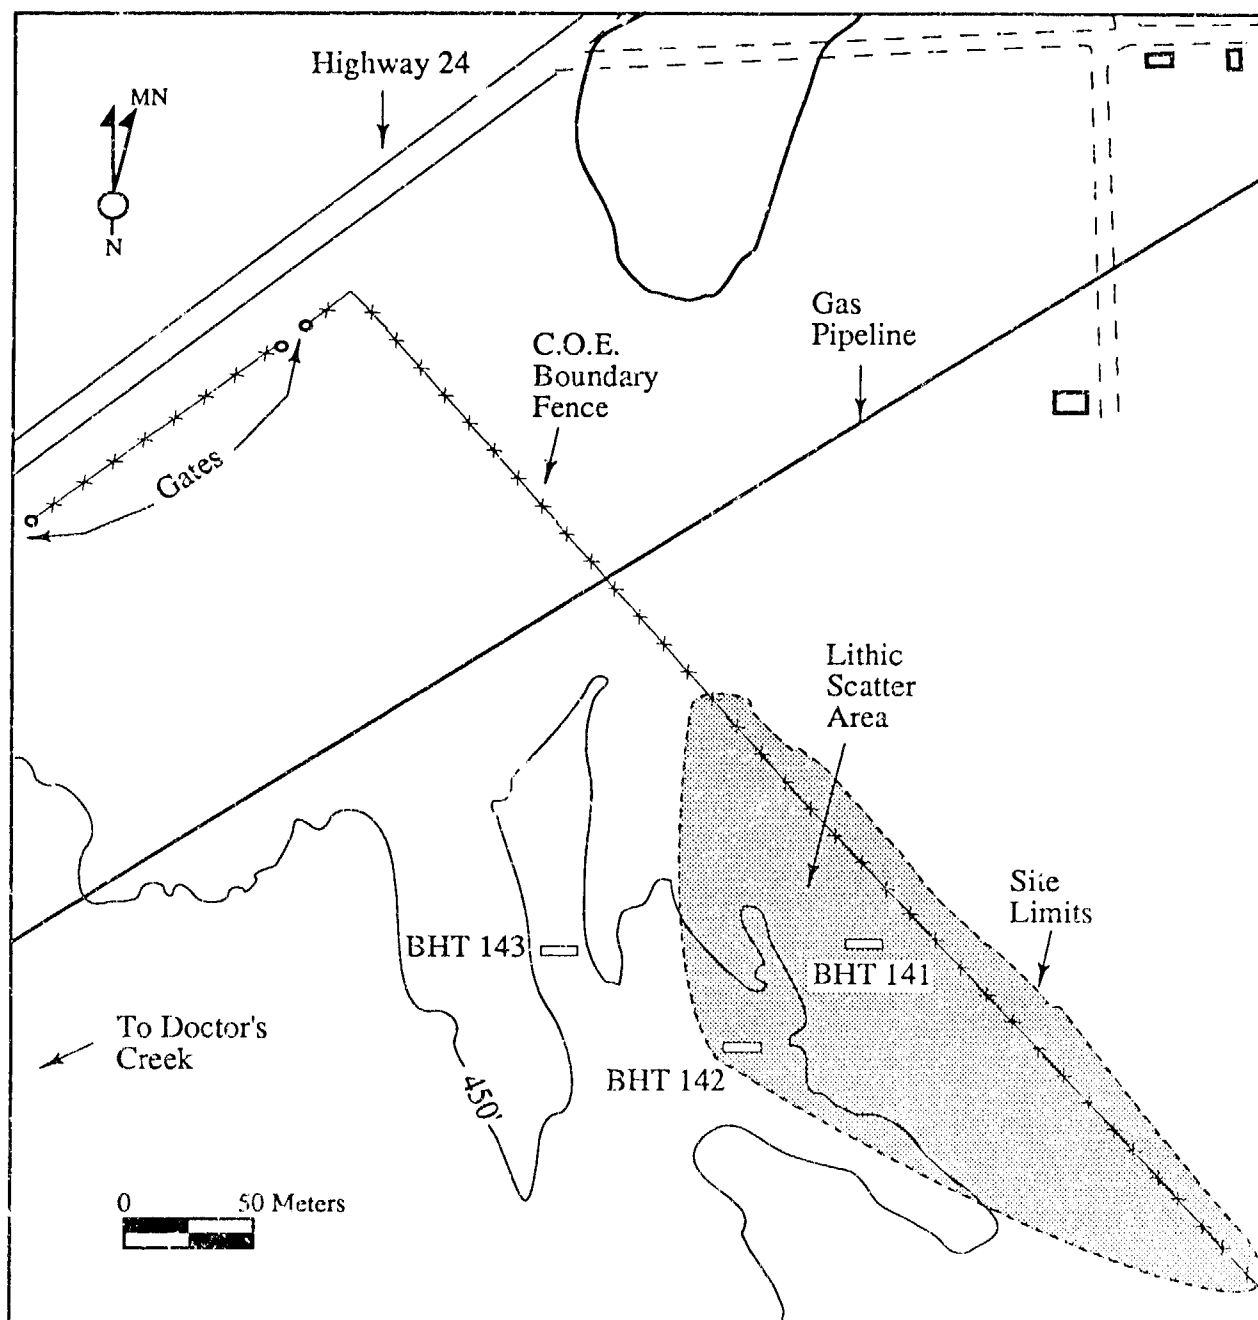 Highway 24
MN
N
Gas
Pipeline
C.O.E.
Boundary
Fence
Gates
Lithic
Scatter
Area
Site
Limits
BHT 143
BHT 141
To Doctor's
Creek
BHT 142
450'
0 50 Meters